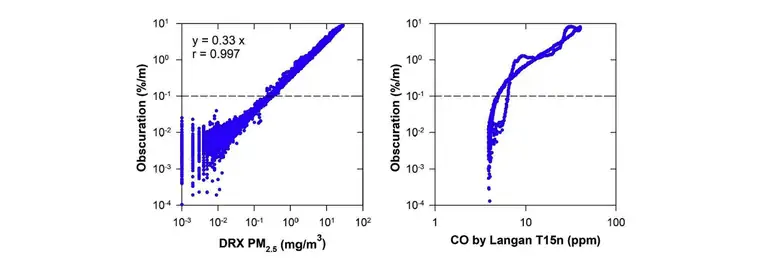 y = 0.33 x
r = 0.997
Obscuration (%/m)
10¹
10⁰
10⁻¹
10⁻²
10⁻³
10⁻⁴
10⁻³ 10⁻² 10⁻¹ 10⁰ 10¹ 10²
DRX PM₂.₅ (mg/m³)
Obscuration (%/m)
10¹
10⁰
10⁻¹
10⁻²
10⁻³
10⁻⁴
1 10 100
CO by Langan T15n (ppm)